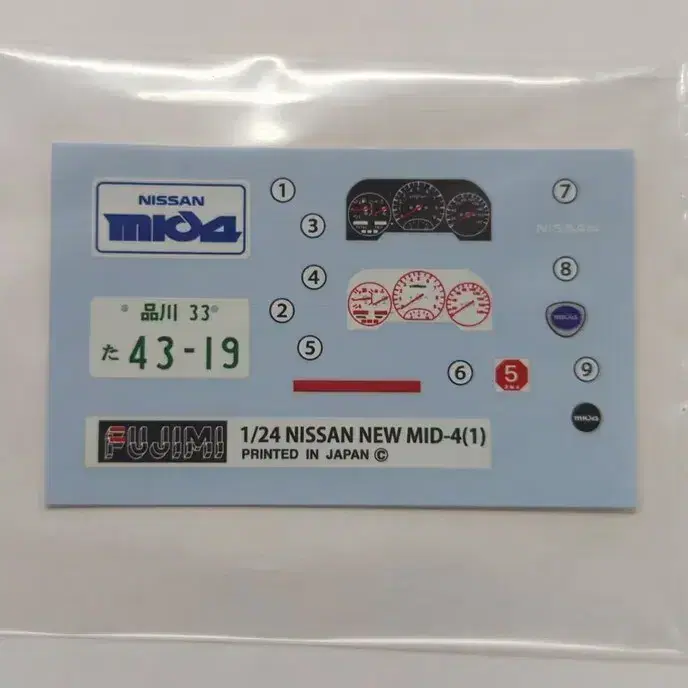 NISSAN
mid4
①
③
⑦
NISSAN
④
⑧
品川 33
た 43-19
②
⑤
⑥
5
⑨
mid4
FUJIMI
1/24 NISSAN NEW MID-4(1)
PRINTED IN JAPAN ©